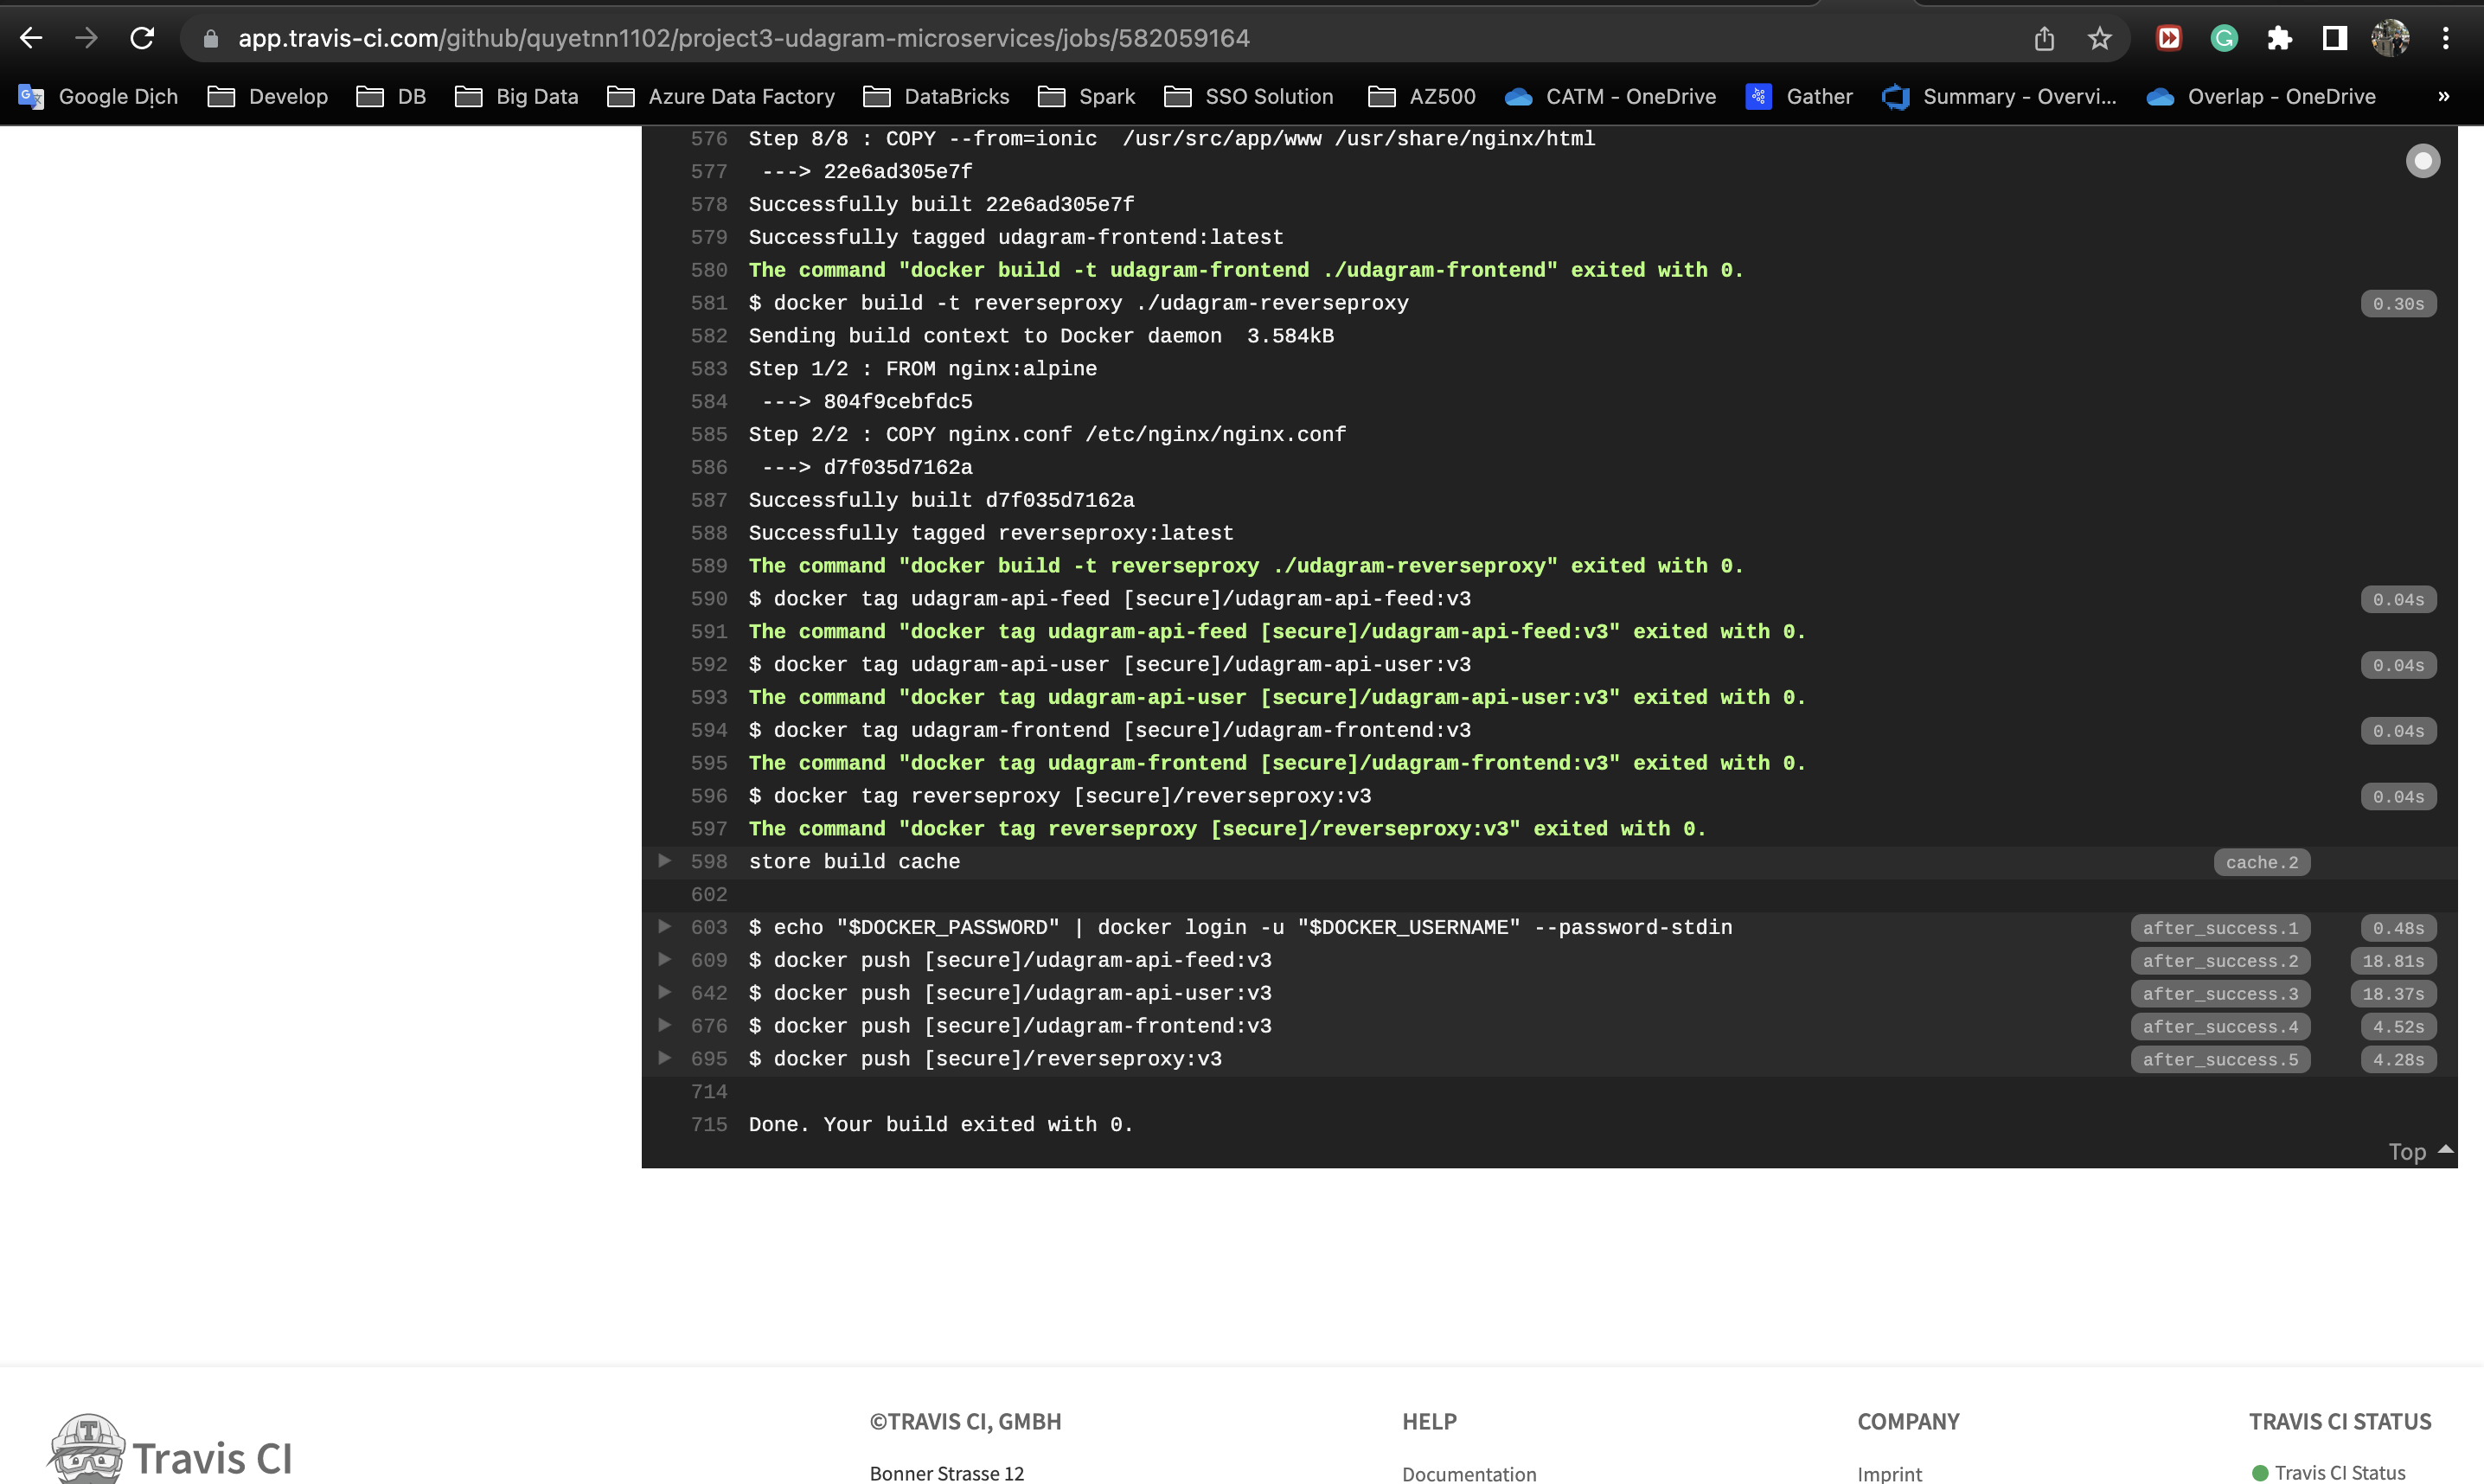 app.travis-ci.com/github/quyetnn1102/project3-udagram-microservices/jobs/582059164
Google Dịch Develop DB Big Data Azure Data Factory DataBricks Spark SSO Solution AZ500 CATM - OneDrive Gather Summary - Overvi... Overlap - OneDrive »
576 Step 8/8 : COPY --from=ionic  /usr/src/app/www /usr/share/nginx/html
577 ---> 22e6ad305e7f
578 Successfully built 22e6ad305e7f
579 Successfully tagged udagram-frontend:latest
580 The command "docker build -t udagram-frontend ./udagram-frontend" exited with 0.
581 $ docker build -t reverseproxy ./udagram-reverseproxy 0.30s
582 Sending build context to Docker daemon  3.584kB
583 Step 1/2 : FROM nginx:alpine
584 ---> 804f9cebfdc5
585 Step 2/2 : COPY nginx.conf /etc/nginx/nginx.conf
586 ---> d7f035d7162a
587 Successfully built d7f035d7162a
588 Successfully tagged reverseproxy:latest
589 The command "docker build -t reverseproxy ./udagram-reverseproxy" exited with 0.
590 $ docker tag udagram-api-feed [secure]/udagram-api-feed:v3 0.04s
591 The command "docker tag udagram-api-feed [secure]/udagram-api-feed:v3" exited with 0.
592 $ docker tag udagram-api-user [secure]/udagram-api-user:v3 0.04s
593 The command "docker tag udagram-api-user [secure]/udagram-api-user:v3" exited with 0.
594 $ docker tag udagram-frontend [secure]/udagram-frontend:v3 0.04s
595 The command "docker tag udagram-frontend [secure]/udagram-frontend:v3" exited with 0.
596 $ docker tag reverseproxy [secure]/reverseproxy:v3 0.04s
597 The command "docker tag reverseproxy [secure]/reverseproxy:v3" exited with 0.
598 store build cache cache.2
602
603 $ echo "$DOCKER_PASSWORD" | docker login -u "$DOCKER_USERNAME" --password-stdin after_success.1 0.48s
609 $ docker push [secure]/udagram-api-feed:v3 after_success.2 18.81s
642 $ docker push [secure]/udagram-api-user:v3 after_success.3 18.37s
676 $ docker push [secure]/udagram-frontend:v3 after_success.4 4.52s
695 $ docker push [secure]/reverseproxy:v3 after_success.5 4.28s
714
715 Done. Your build exited with 0.
Top
Travis CI
©TRAVIS CI, GMBH
Bonner Strasse 12
HELP
Documentation
COMPANY
Imprint
TRAVIS CI STATUS
Travis CI Status